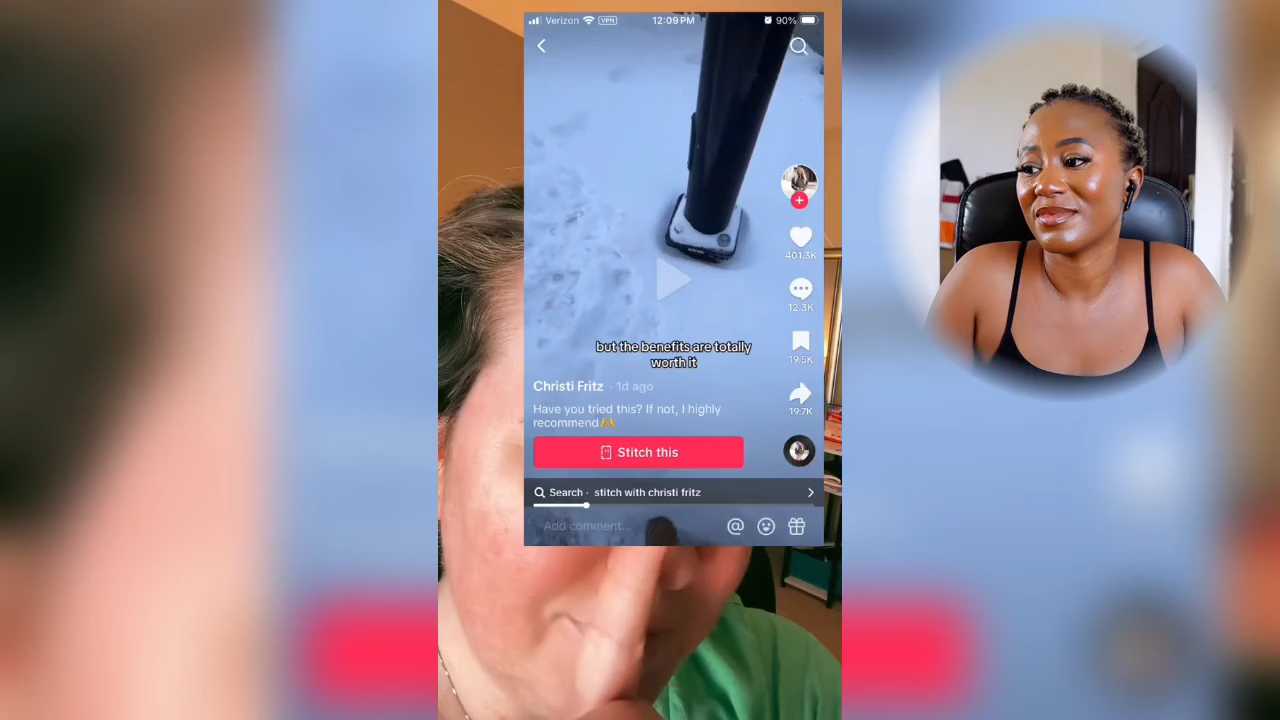 Verizon VPN 12:09 PM 90%
401.3K
12.3K
19.5K
19.7K
but the benefits are totally
worth it
Christi Fritz · 1d ago
Have you tried this? If not, I highly
recommend🫶
Stitch this
Search · stitch with christi fritz
Add comment...